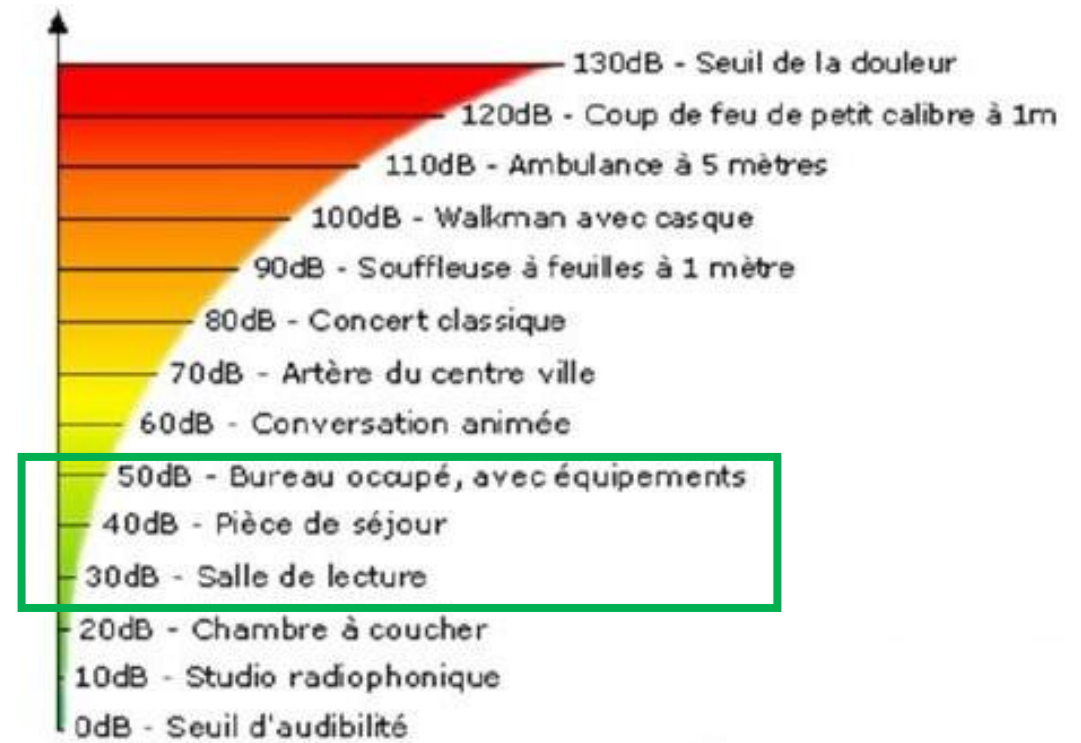 130dB - Seuil de la douleur
120dB - Coup de feu de petit calibre à 1m
110dB - Ambulance à 5 mètres
100dB - Walkman avec casque
90dB - Souffleuse à feuilles à 1 mètre
80dB - Concert classique
70dB - Artère du centre ville
60dB - Conversation animée
50dB - Bureau occupé, avec équipements
40dB - Pièce de séjour
30dB - Salle de lecture
20dB - Chambre à coucher
10dB - Studio radiophonique
0dB - Seuil d'audibilité